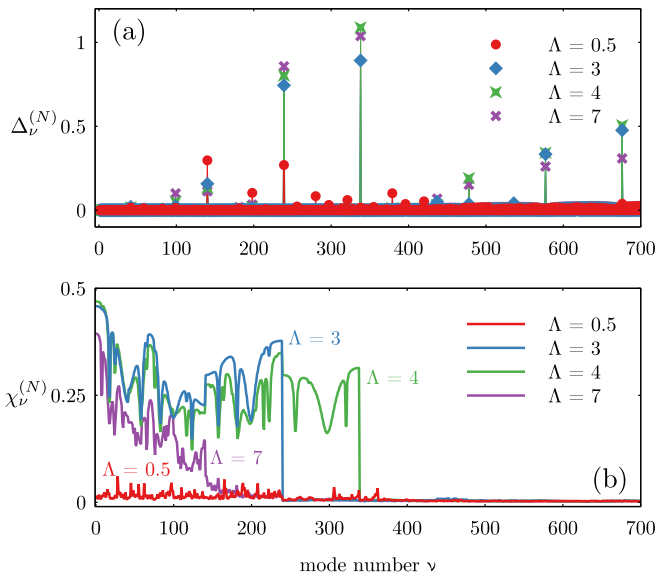 (a)
Δ_ν^(N)
1
0.5
0
Λ = 0.5
Λ = 3
Λ = 4
Λ = 7
0 100 200 300 400 500 600 700
(b)
χ_ν^(N)
0.5
0.25
0
Λ = 3
Λ = 4
Λ = 7
Λ = 0.5
Λ = 0.5
Λ = 3
Λ = 4
Λ = 7
0 100 200 300 400 500 600 700
mode number ν